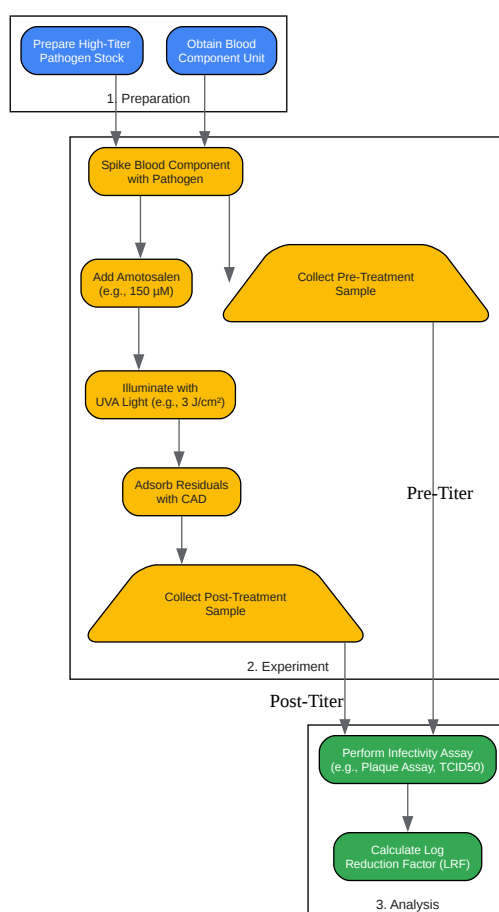 Prepare High-Titer
Pathogen Stock
Obtain Blood
Component Unit
1. Preparation
Spike Blood Component
with Pathogen
Add Amotosalen
(e.g., 150 µM)
Collect Pre-Treatment
Sample
Illuminate with
UVA Light (e.g., 3 J/cm²)
Adsorb Residuals
with CAD
Pre-Titer
Collect Post-Treatment
Sample
2. Experiment
Post-Titer
Perform Infectivity Assay
(e.g., Plaque Assay, TCID50)
Calculate Log
Reduction Factor (LRF)
3. Analysis